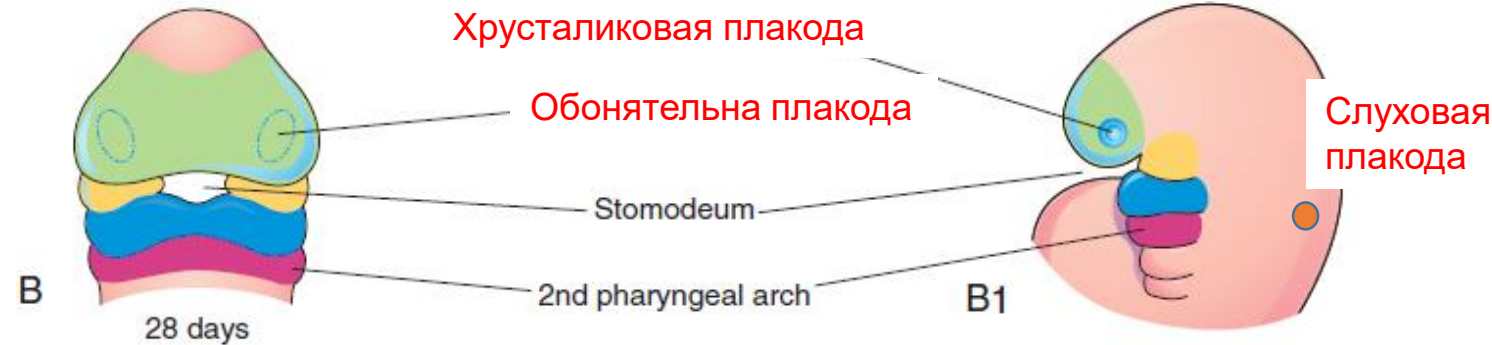 Хрусталиковая плакода
Обонятельна плакода
Слуховая
плакода
Stomodeum
2nd pharyngeal arch
B
B1
28 days